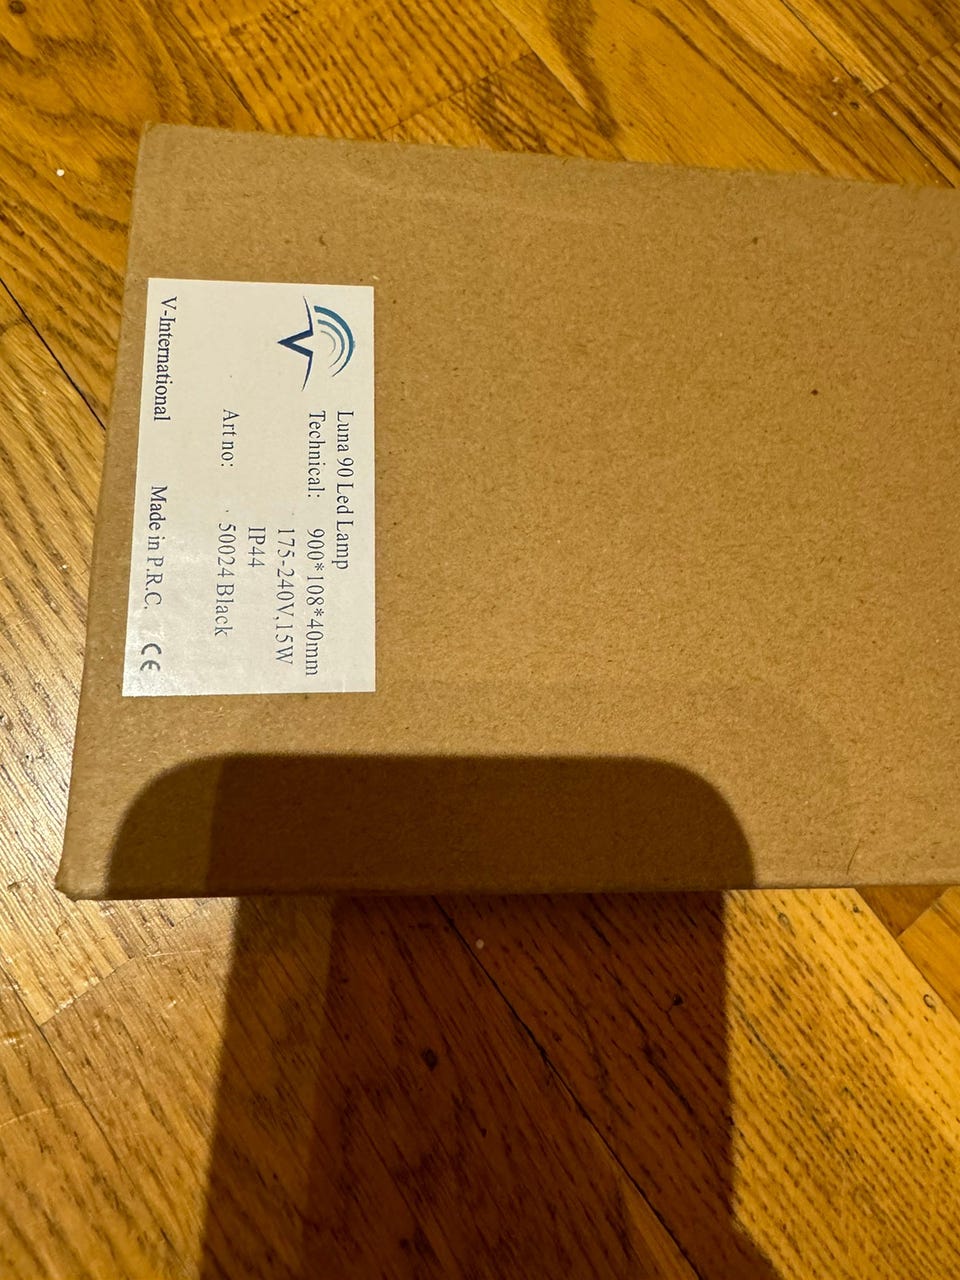 Luna 90 Led Lamp
Technical: 900*108*40mm
175-240V,15W
IP44
Art no: 50024 Black
V-International Made in P.R.C. CE